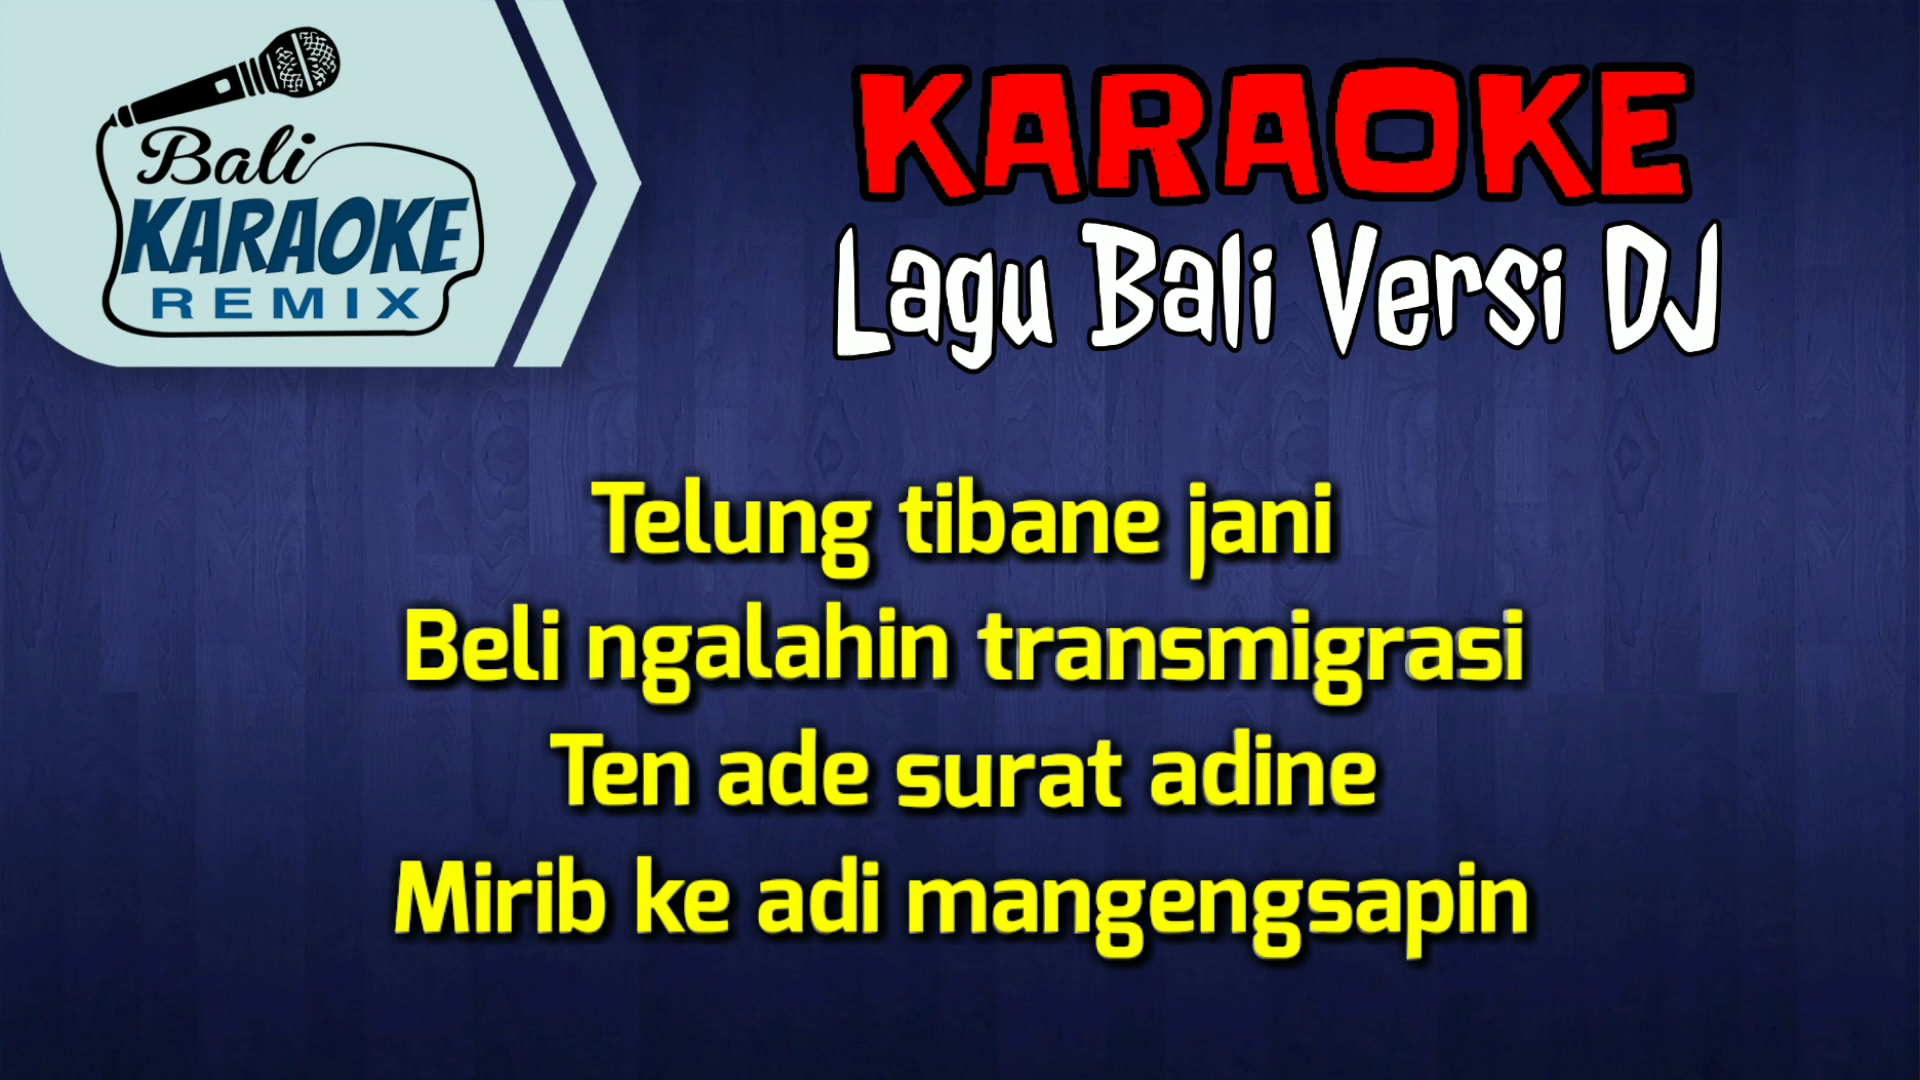 Bali
KARAOKE
REMIX
KARAOKE
Lagu Bali Versi DJ
Telung tibane jani
Beli ngalahin transmigrasi
Ten ade surat adine
Mirib ke adi mangengsapin